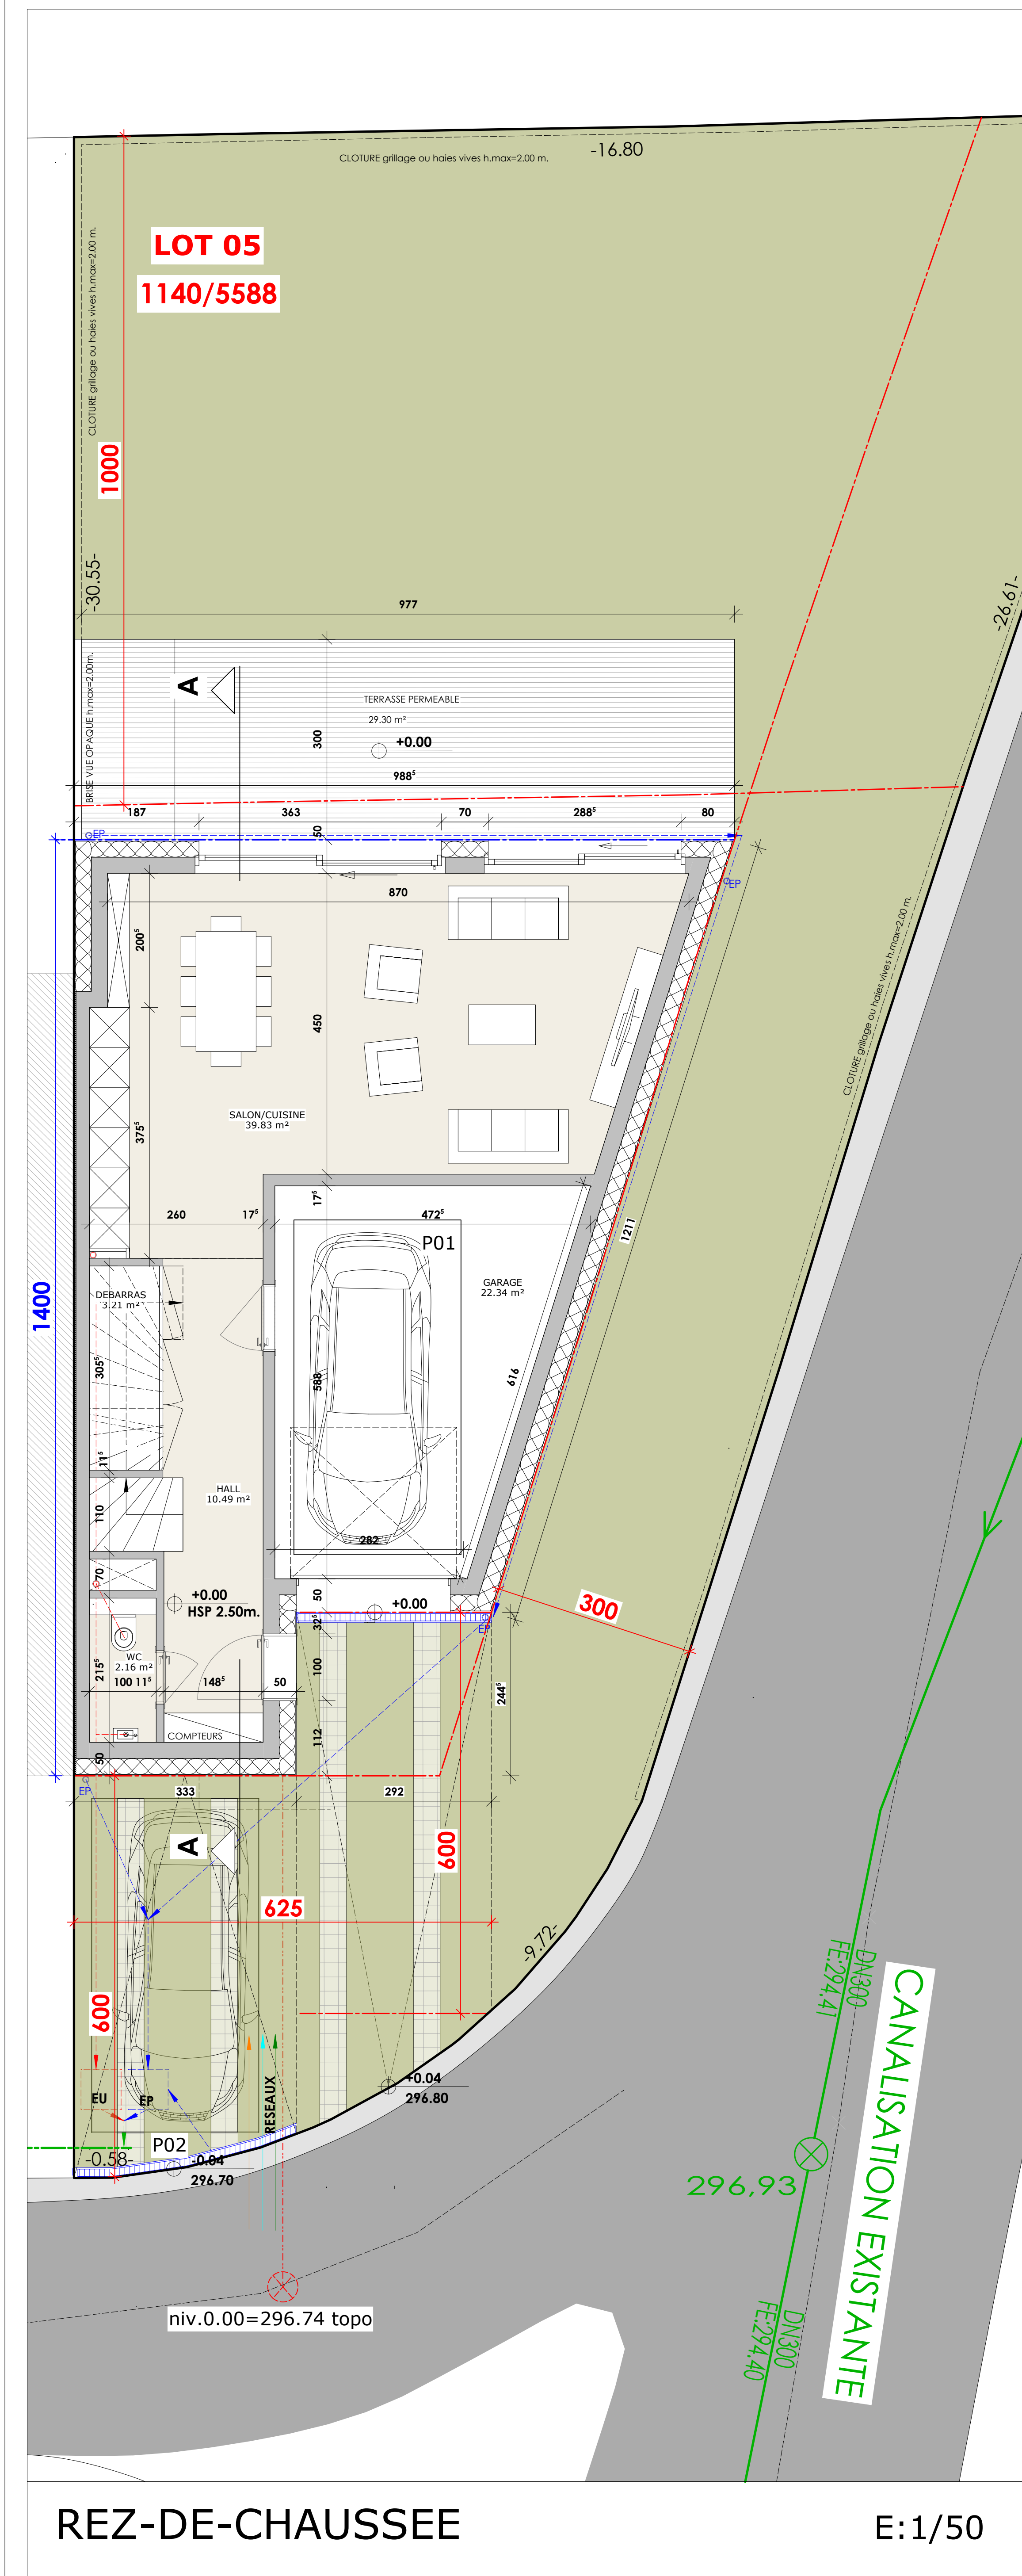 -16.80
CLOTURE grillage ou haies vives h.max=2.00 m.
LOT 05
1140/5588
CLOTURE grillage ou haies vives h.max=2.00 m.
1000
-30.55-
-26.61-
977
BRISE VUE OPAQUE h.max=2.00m.
A
TERRASSE PERMEABLE
29.30 m²
300
+0.00
988⁵
187
363
70
288⁵
80
50
EP
EP
870
200⁵
450
CLOTURE grillage ou haies vives h.max=2.00 m.
SALON/CUISINE
39.83 m²
375⁵
17⁵
260
17⁵
472⁵
1211
P01
GARAGE
22.34 m²
1400
DEBARRAS
3.21 m²
305⁵
588
616
11⁵
HALL
10.49 m²
110
282
70
+0.00
HSP 2.50m.
50
+0.00
300
32⁵
EP
WC
2.16 m²
215⁵
100
11⁵
148⁵
50
100
244⁵
COMPTEURS
112
50
EP
333
292
A
600
625
-9.72-
600
DN300
FE:294,41
CANALISATION EXISTANTE
EU
EP
RESEAUX
+0.04
296.80
P02
-0.58-
-0.04
296.70
296,93
niv.0.00=296.74 topo
DN300
FE:294,40
REZ-DE-CHAUSSEE
E:1/50